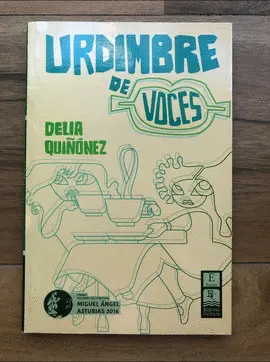 URDIMBRE
DE
VOCES
DELIA
QUIÑÓNEZ
MIGUEL ÁNGEL
ASTURIAS 2016
E